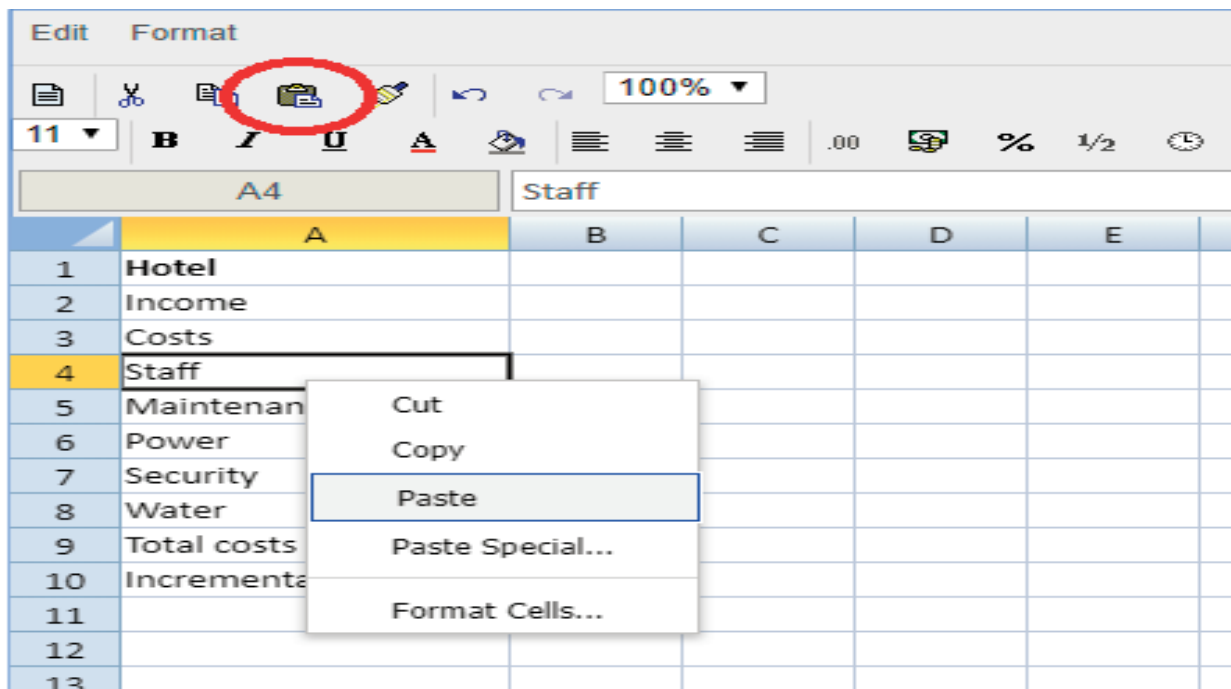 Edit Format
100% ▼
11 ▼ B I U A .00 % 1/2
A4 Staff
A B C D E
1 Hotel
2 Income
3 Costs
4 Staff
5 Maintenan Cut
6 Power Copy
7 Security Paste
8 Water
9 Total costs Paste Special...
10 Incrementa
11 Format Cells...
12
13